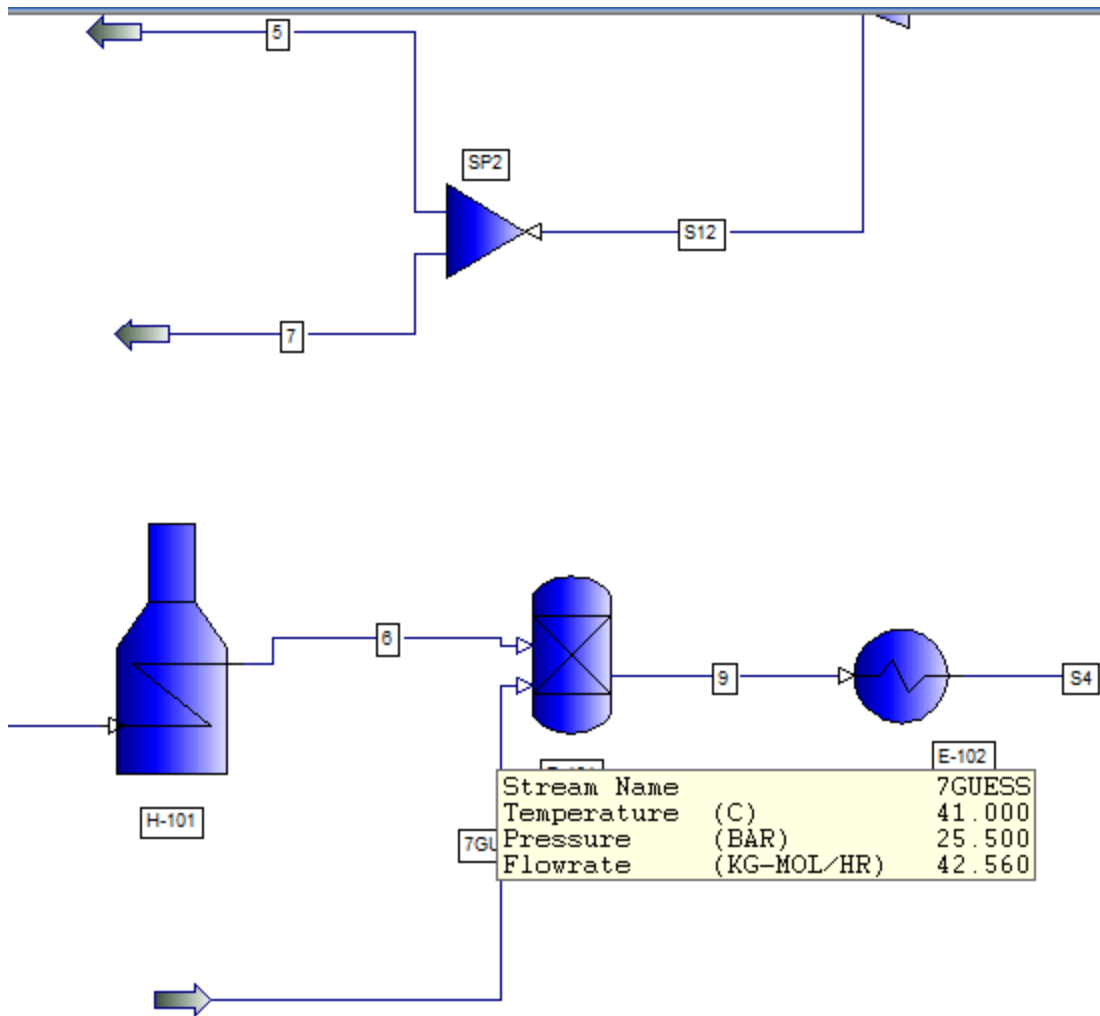 5
SP2
S12
7
6
9
S4
E-102
H-101
7GU
Stream Name 7GUESS
Temperature (C) 41.000
Pressure (BAR) 25.500
Flowrate (KG-MOL/HR) 42.560